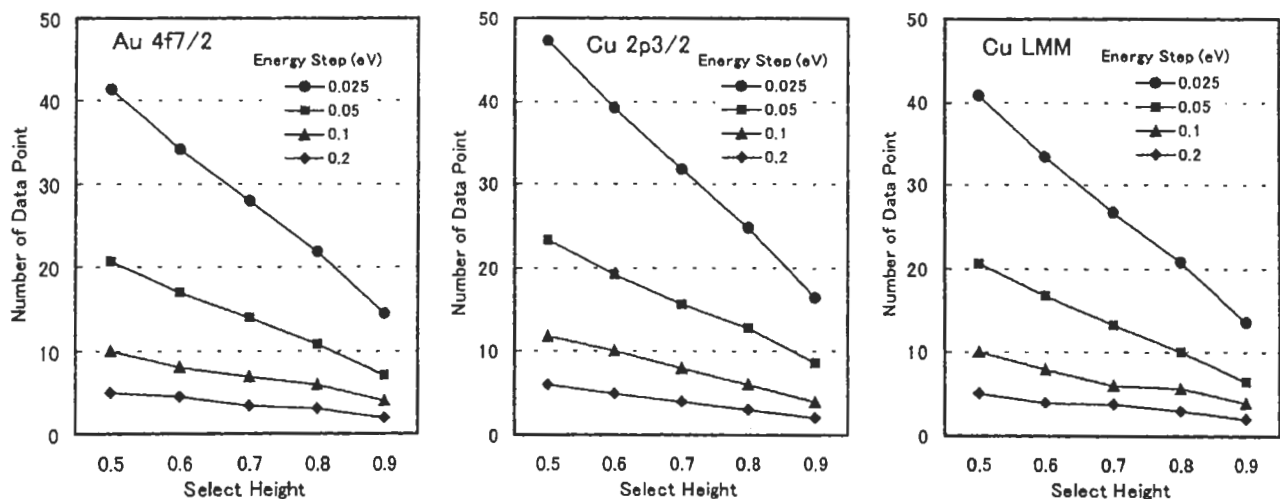 Au 4f7/2
Energy Step (eV)
0.025
0.05
0.1
0.2
Number of Data Point
50
40
30
20
10
0
0.5 0.6 0.7 0.8 0.9
Select Height
Cu 2p3/2
Energy Step (eV)
0.025
0.05
0.1
0.2
Number of Data Point
50
40
30
20
10
0
0.5 0.6 0.7 0.8 0.9
Select Height
Cu LMM
Energy Step (eV)
0.025
0.05
0.1
0.2
Number of Data Point
50
40
30
20
10
0
0.5 0.6 0.7 0.8 0.9
Select Height